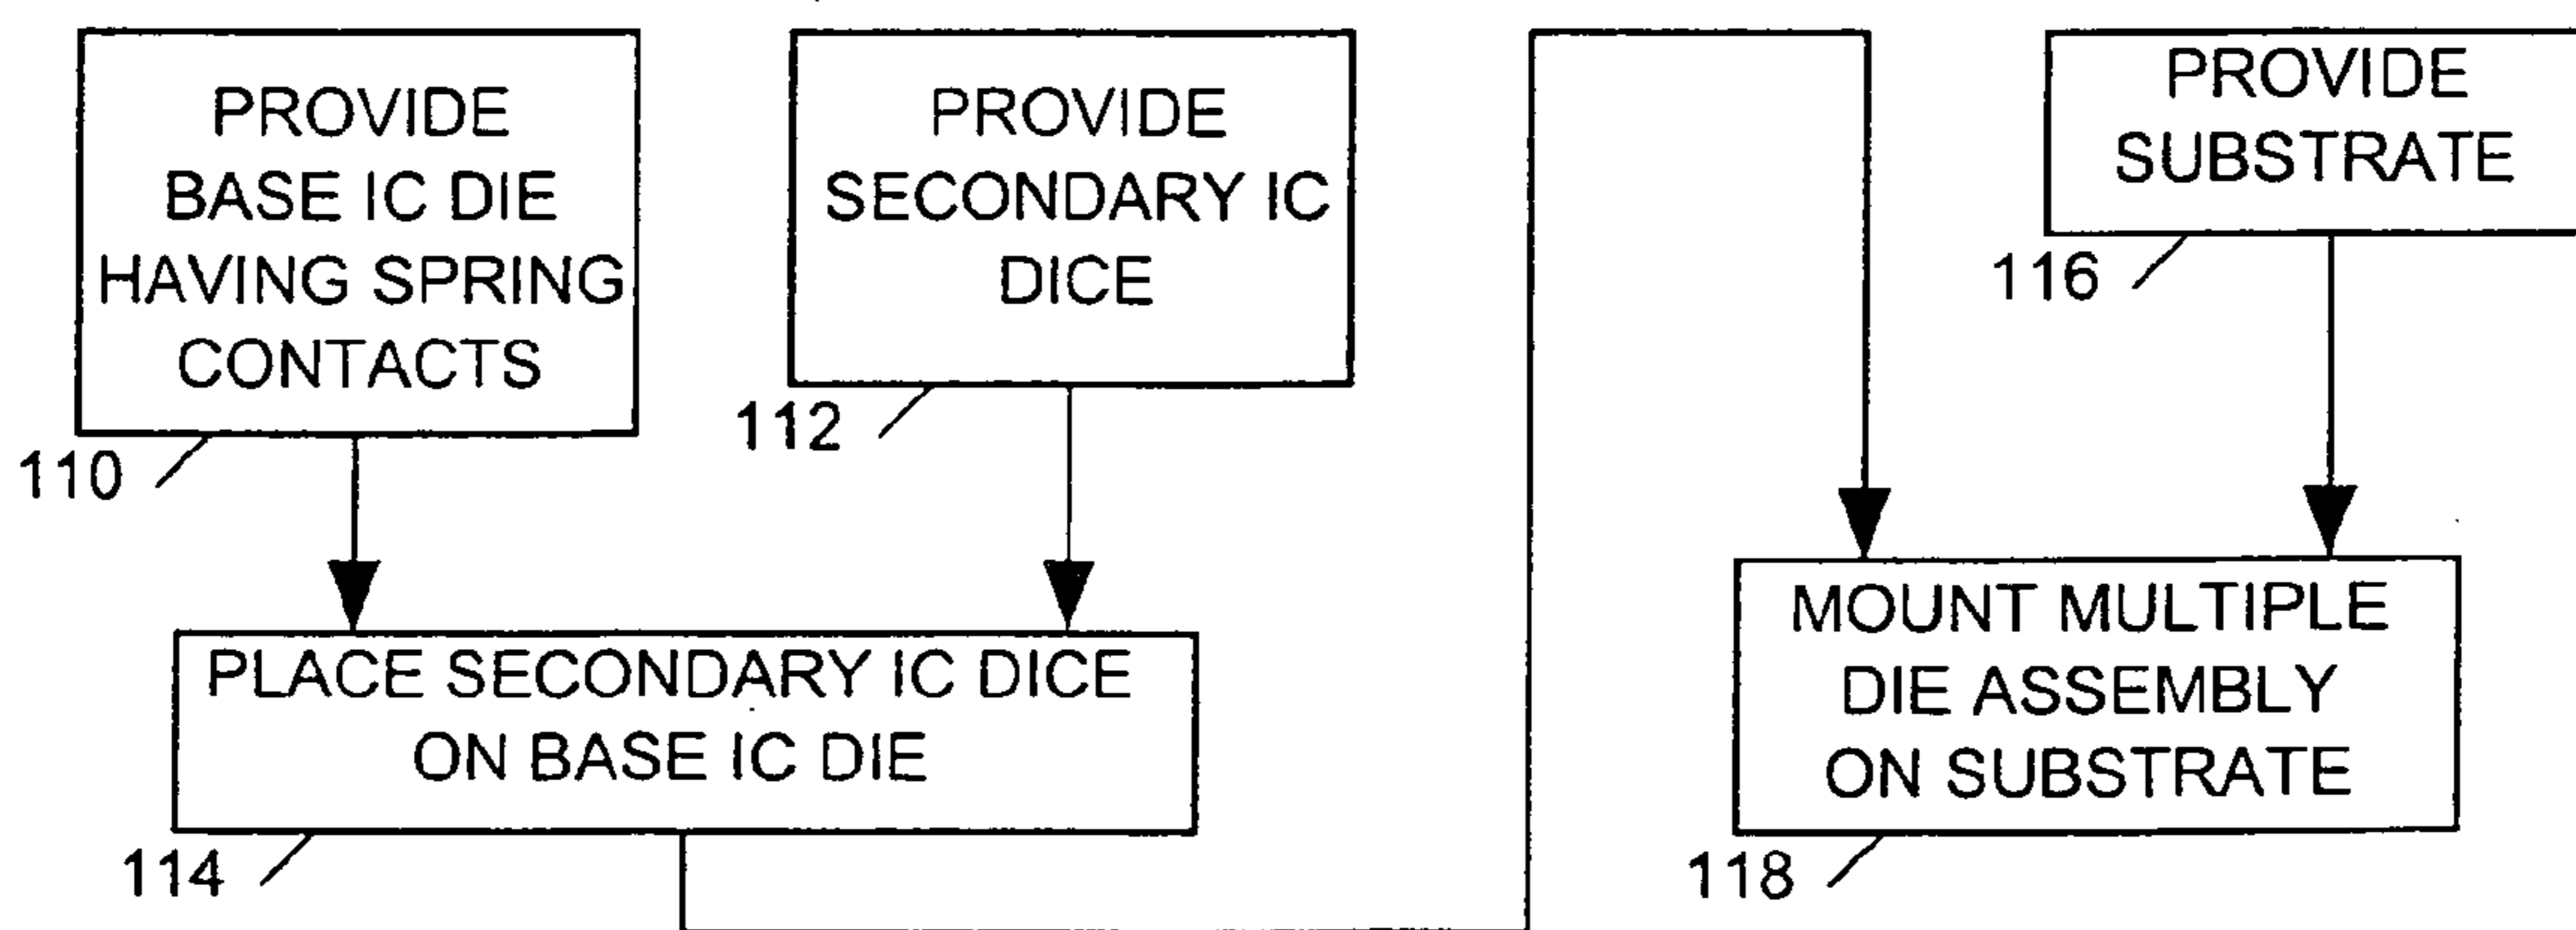 PROVIDE
BASE IC DIE
HAVING SPRING
CONTACTS
110
PROVIDE
SECONDARY IC
DICE
112
PLACE SECONDARY IC DICE
ON BASE IC DIE
114
PROVIDE
SUBSTRATE
116
MOUNT MULTIPLE
DIE ASSEMBLY
ON SUBSTRATE
118